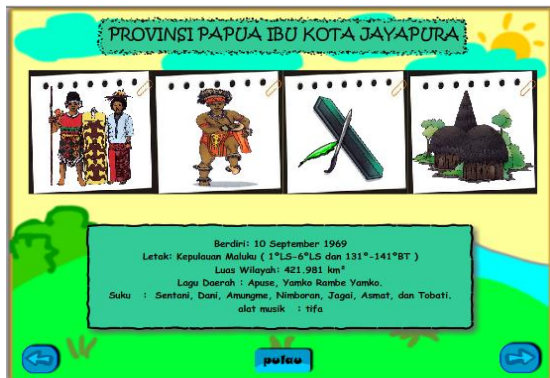 PROVINSI PAPUA IBU KOTA JAYAPURA
Berdiri: 10 September 1969
Letak: Kepulauan Maluku ( 1°LS-6°LS dan 131°-141°BT )
Luas Wilayah: 421.981 km²
Lagu Daerah : Apuse, Yamko Rambe Yamko.
Suku : Sentani, Dani, Amungme, Nimboran, Jagai, Asmat, dan Tobati.
alat musik : tifa
pulau